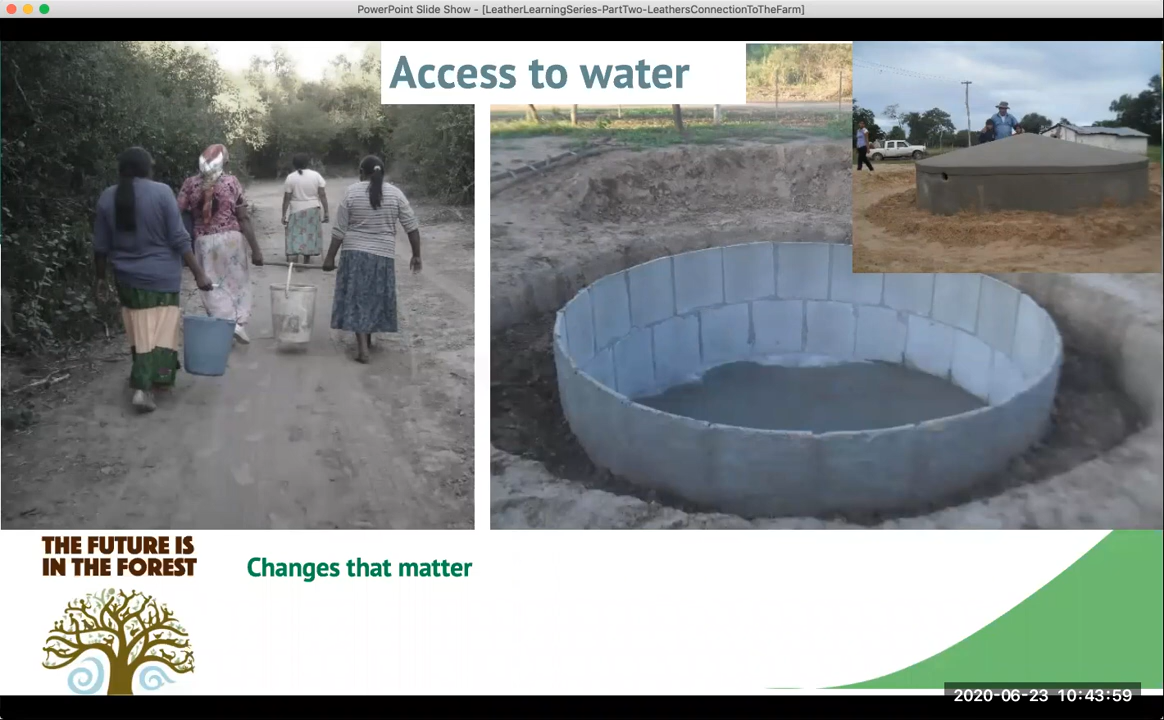 PowerPoint Slide Show - [LeatherLearningSeries-PartTwo-LeathersConnectionToTheFarm]
Access to water
THE FUTURE IS
IN THE FOREST
Changes that matter
2020-06-23 10:43:59